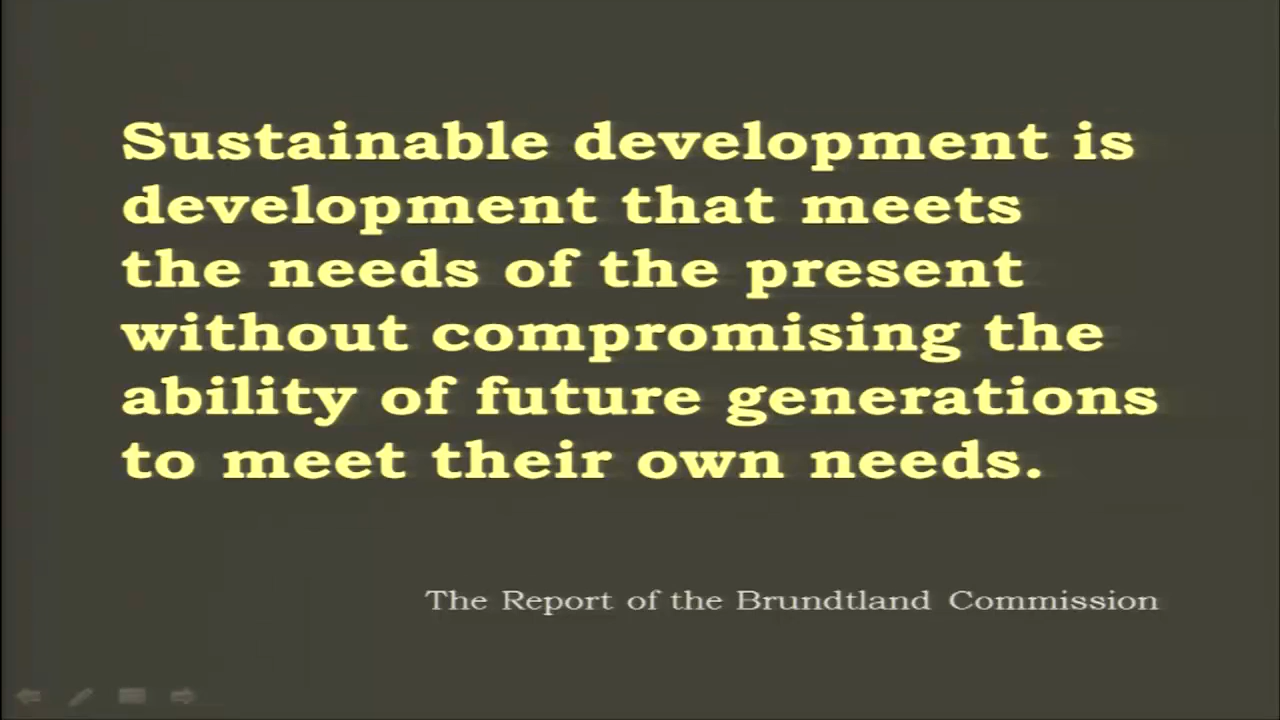 Sustainable development is
development that meets
the needs of the present
without compromising the
ability of future generations
to meet their own needs.
The Report of the Brundtland Commission